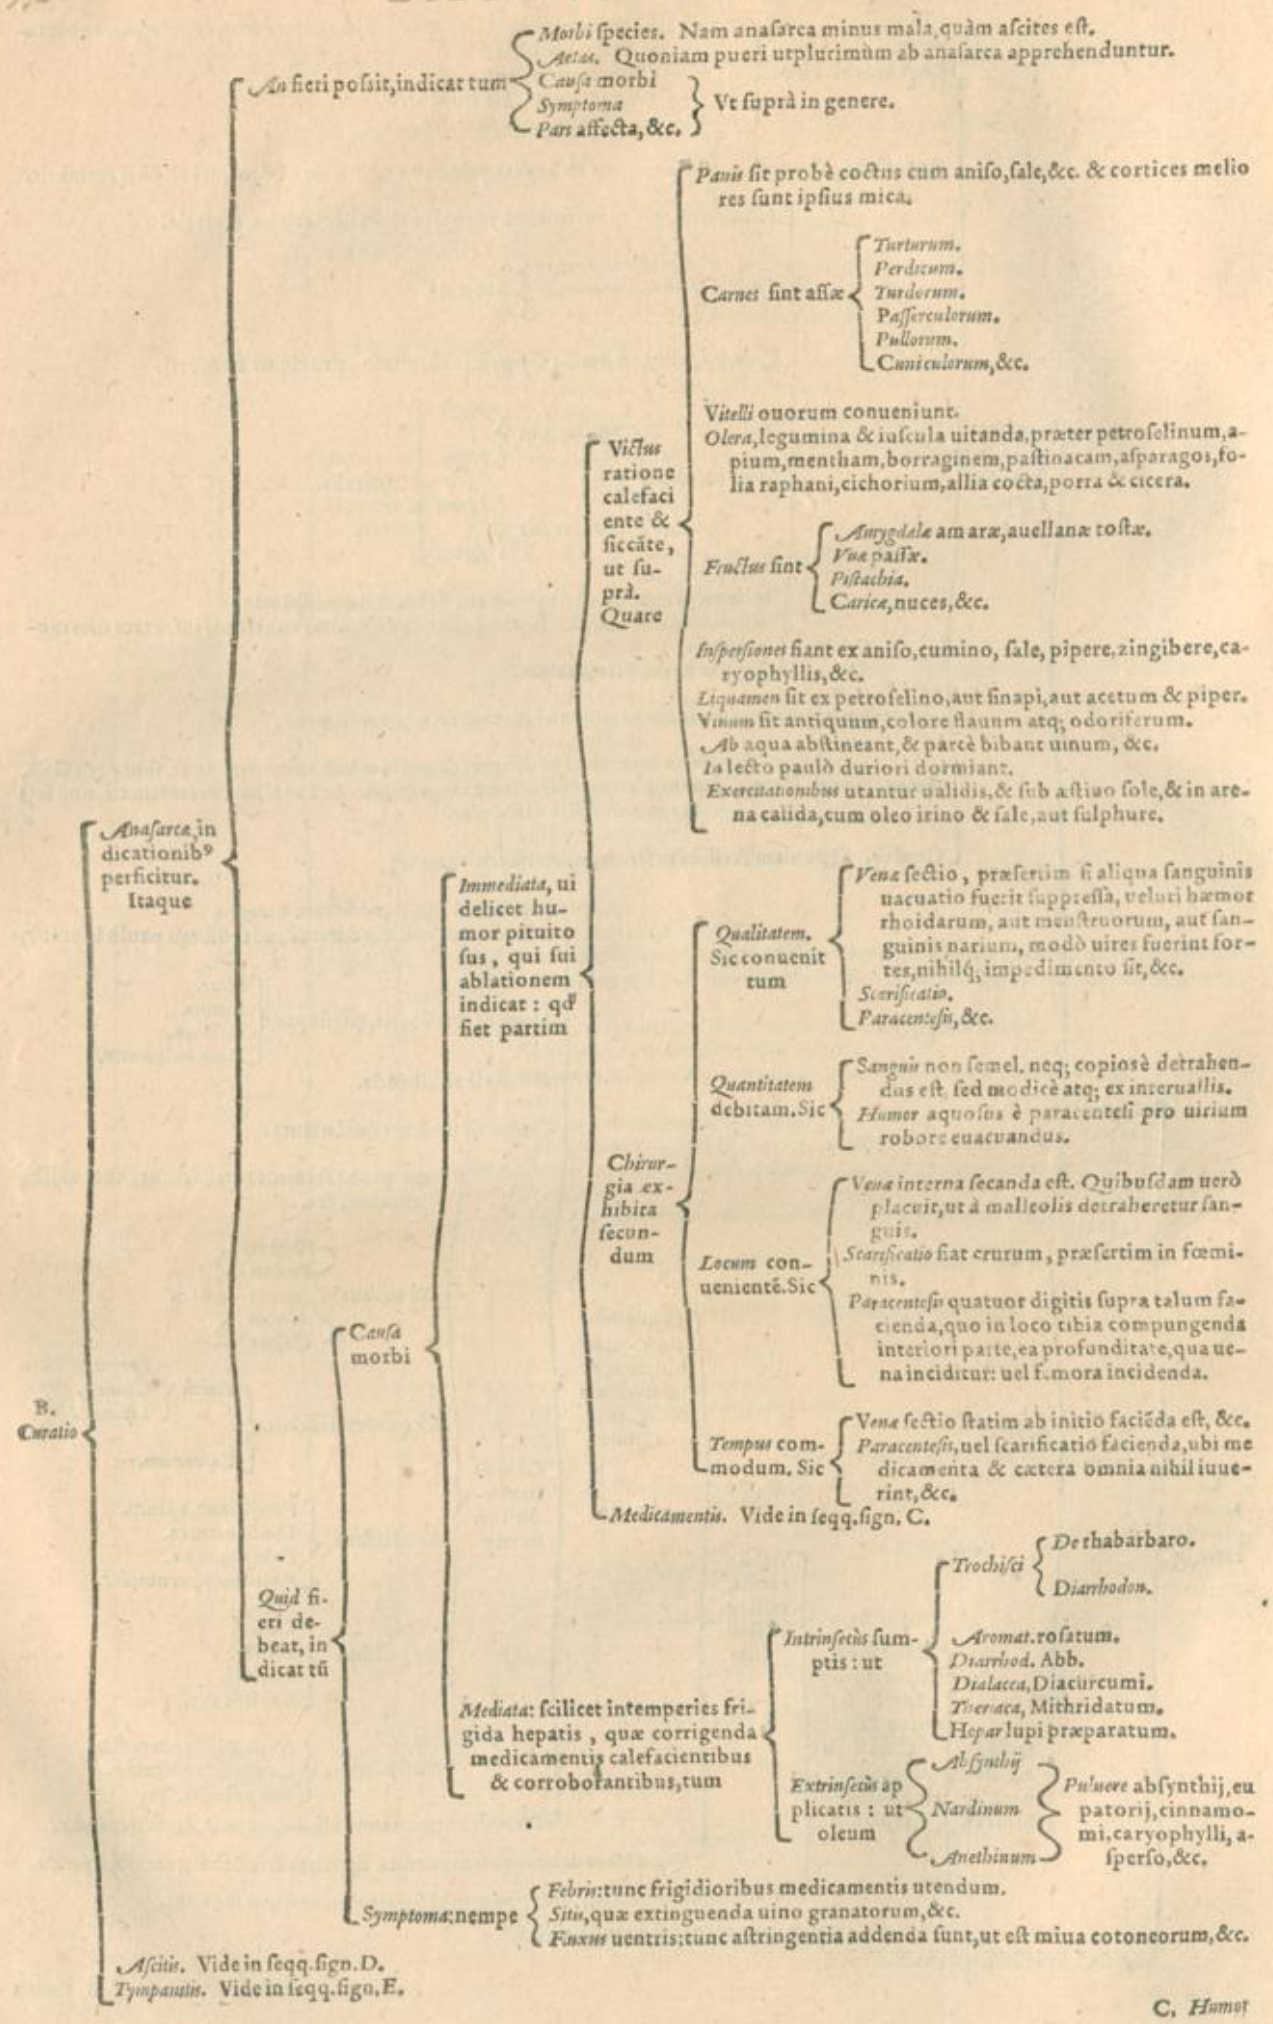 Morbi ſpecies. Nam anaſarca minus mala, quàm aſcites eſt.
Aetas. Quoniam pueri utplurimùm ab anaſarca apprehenduntur.
An fieri poſsit, indicat tum
Cauſa morbi
Symptoma
Pars affecta, &c.
Vt ſuprà in genere.
Panis ſit probè coctus cum aniſo, ſale, &c. & cortices melio
res ſunt ipſius mica.
Carnes ſint aſſæ
Turturum.
Perdicum.
Turdorum.
Paſſerculorum.
Pullorum.
Cuniculorum, &c.
Vitelli ouorum conueniunt.
Olera, legumina & iuſcula uitanda, præter petroſelinum, a-
pium, mentham, borraginem, paſtinacam, aſparagos, fo-
lia raphani, cichorium, allia cocta, porra & cicera.
Victus
ratione
calefaci
ente &
ſiccāte,
ut ſu-
prà.
Quare
Fructus ſint
Amygdalæ amaræ, auellanæ toſtæ.
Vuæ paſſæ.
Piſtachia.
Caricæ, nuces, &c.
Inſperſiones fiant ex aniſo, cumino, ſale, pipere, zingibere, ca-
ryophyllis, &c.
Liquamen ſit ex petroſelino, aut ſinapi, aut acetum & piper.
Vinum ſit antiquum, colore flauum atq; odoriferum.
Ab aqua abſtineant, & parcè bibant uinum, &c.
In lecto paulò duriori dormiant.
Exercitationibus utantur ualidis, & ſub æſtiuo ſole, & in are-
na calida, cum oleo irino & ſale, aut ſulphure.
Anaſarcæ, in
dicationibꝰ
perficitur.
Itaque
Immediata, ui
delicet hu-
mor pituito
ſus, qui ſui
ablationem
indicat: qd
fiet partim
Qualitatem.
Sic conuenit
tum
Venæ ſectio, præſertim ſi aliqua ſanguinis
uacuatio fuerit ſuppreſſa, veluti hæmor
rhoidarum, aut menſtruorum, aut ſan-
guinis narium, modò uires fuerint for-
tes, nihilq; impedimento ſit, &c.
Scarificatio.
Paracenteſis, &c.
Quantitatem
debitam. Sic
Sanguis non ſemel, neq; copiosè detrahen-
dus eſt, ſed modicè atq; ex interuallis.
Humor aquoſus è paracenteſi pro uirium
robore euacuandus.
Chirur-
gia ex-
hibita
ſecun-
dum
Locum con-
uenientē. Sic
Vena interna ſecanda eſt. Quibuſdam uerò
placuit, ut à malleolis detraheretur ſan-
guis.
Scarificatio fiat crurum, præſertim in fœmi-
nis.
Paracenteſis quatuor digitis ſupra talum fa-
cienda, quo in loco tibia compungenda
interiori parte, ea profunditate, qua ue-
na inciditur: uel f.mora incidenda.
Cauſa
morbi
B.
Curatio
Tempus com-
modum. Sic
Venæ ſectio ſtatim ab initio faciēda eſt, &c.
Paracenteſis, uel ſcarificatio facienda, ubi me
dicamenta & cætera omnia nihil iuue-
rint, &c.
Medicamentis. Vide in ſeqq. ſign. C.
Quid fi-
eri de-
beat, in
dicat tū
Trochiſci
De rhabarbaro.
Diarrhodon.
Intrinſecùs ſum-
ptis: ut
Aromat. roſatum.
Diarrhod. Abb.
Dialacca, Diacurcumi.
Theriaca, Mithridatum.
Hepar lupi præparatum.
Mediata: ſcilicet intemperies fri-
gida hepatis, quæ corrigenda
medicamentis calefacientibus
& corroborantibus, tum
Extrinſecùs ap
plicatis: ut
oleum
Abſynthij
Nardinum
Anethinum
Puluere abſynthij, eu
patorij, cinnamo-
mi, caryophylli, a-
ſperſo, &c.
Symptoma: nempe
Febris: tunc frigidioribus medicamentis utendum.
Sitis, quæ extinguenda uino granatorum, &c.
Fluxus uentris: tunc aſtringentia addenda ſunt, ut eſt miua cotoneorum, &c.
Aſcitis. Vide in ſeqq. ſign. D.
Tympanitis. Vide in ſeqq. ſign. E.
C. Humor